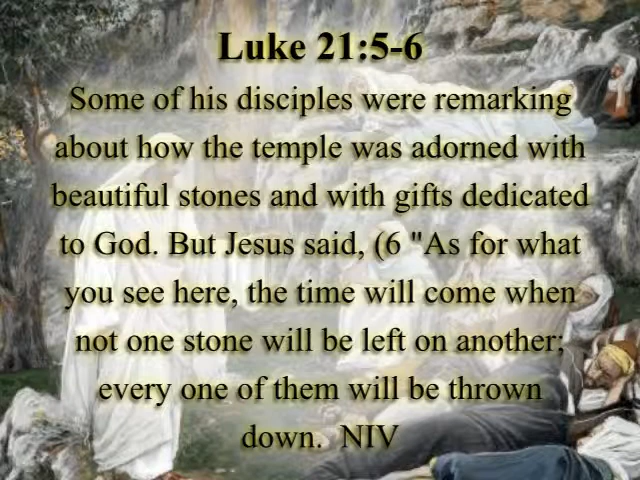 Luke 21:5-6
Some of his disciples were remarking
about how the temple was adorned with
beautiful stones and with gifts dedicated
to God. But Jesus said, (6 "As for what
you see here, the time will come when
not one stone will be left on another;
every one of them will be thrown
down.  NIV